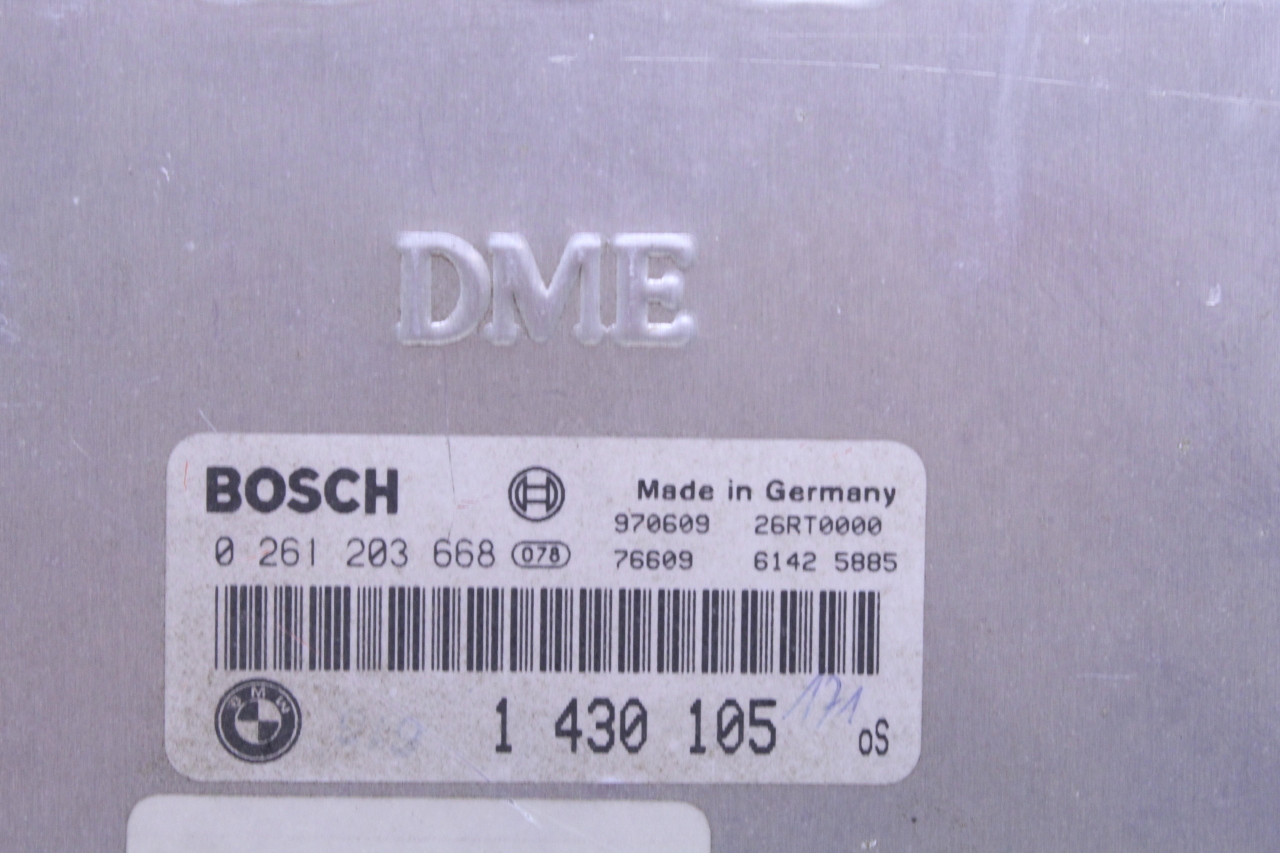 DME
BOSCH
Made in Germany
970609 26RT0000
0 261 203 668 078 76609 6142 5885
BMW
1 430 105 171 oS